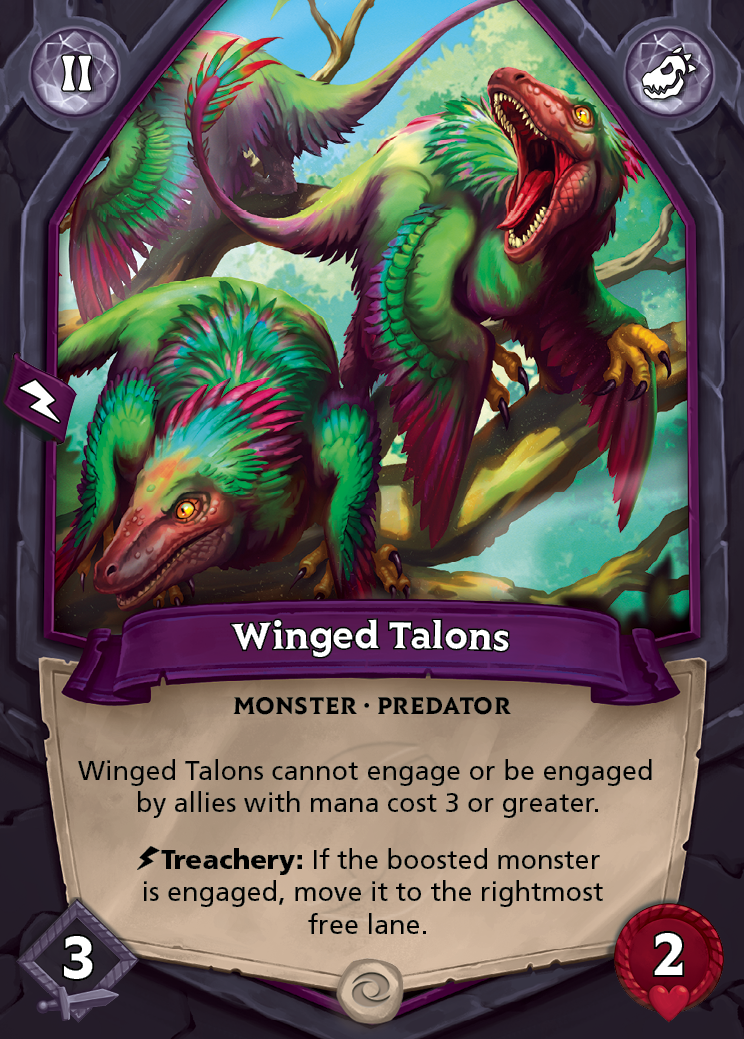 II
Winged Talons
MONSTER · PREDATOR
Winged Talons cannot engage or be engaged
by allies with mana cost 3 or greater.
Treachery: If the boosted monster
is engaged, move it to the rightmost
free lane.
3
2